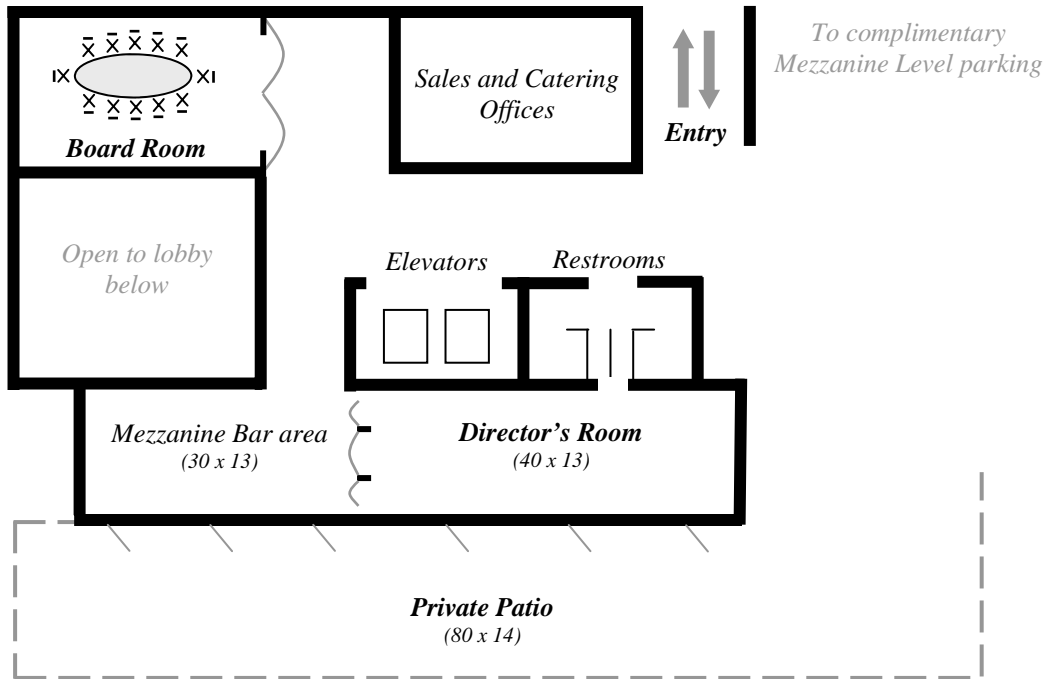 To complimentary
Mezzanine Level parking
Sales and Catering
Offices
Entry
Board Room
Open to lobby
below
Elevators
Restrooms
Mezzanine Bar area
(30 x 13)
Director's Room
(40 x 13)
Private Patio
(80 x 14)